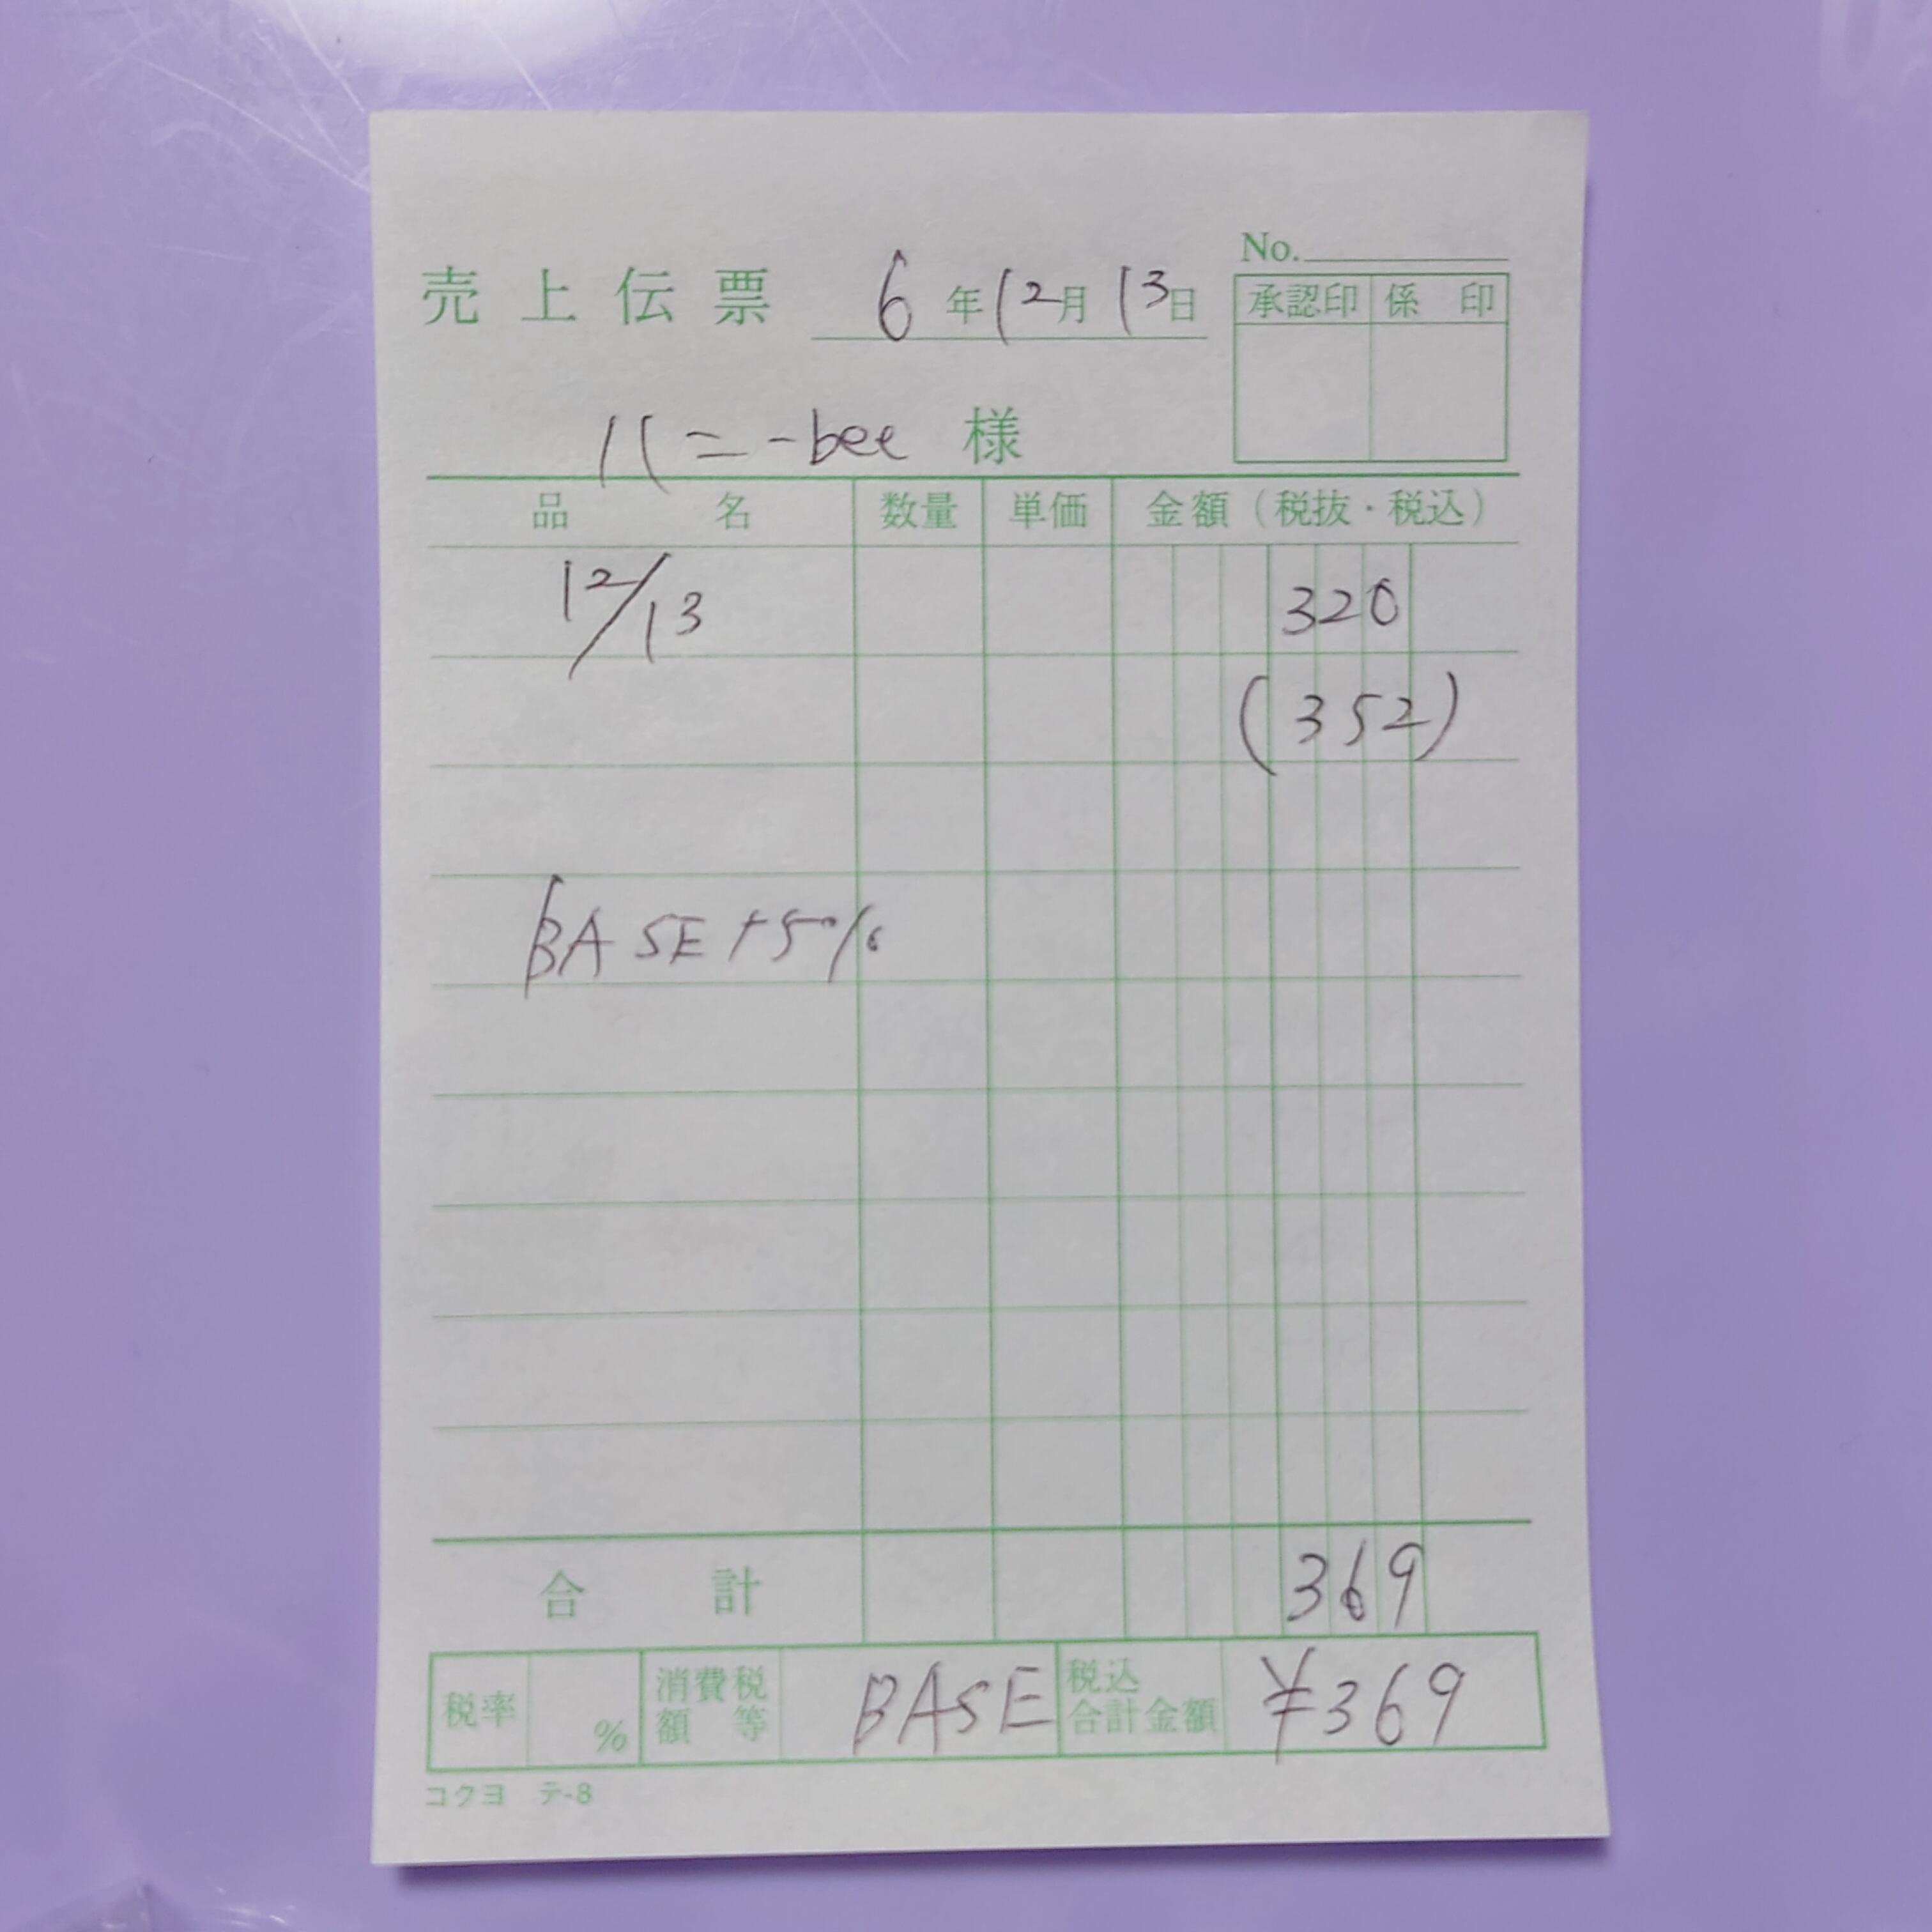 No.
売上伝票 6年12月13日
承認印 係印
ハニ-bee 様
品名 数量 単価 金額（税抜・税込）
12/13 320
(352)
BASE+5%
合計 369
税率 % 消費税額等 BASE 税込合計金額 ¥369
コクヨ テ-8